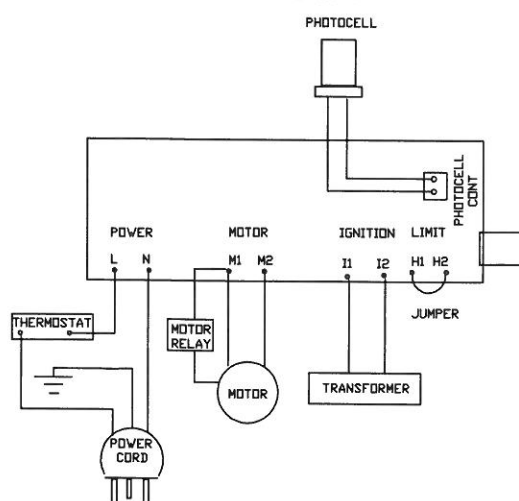 PHOTOCELL
PHOTOCELL
CONT
POWER
MOTOR
IGNITION
LIMIT
L
N
M1
M2
I1
I2
H1
H2
JUMPER
THERMOSTAT
MOTOR
RELAY
MOTOR
TRANSFORMER
POWER
CORD